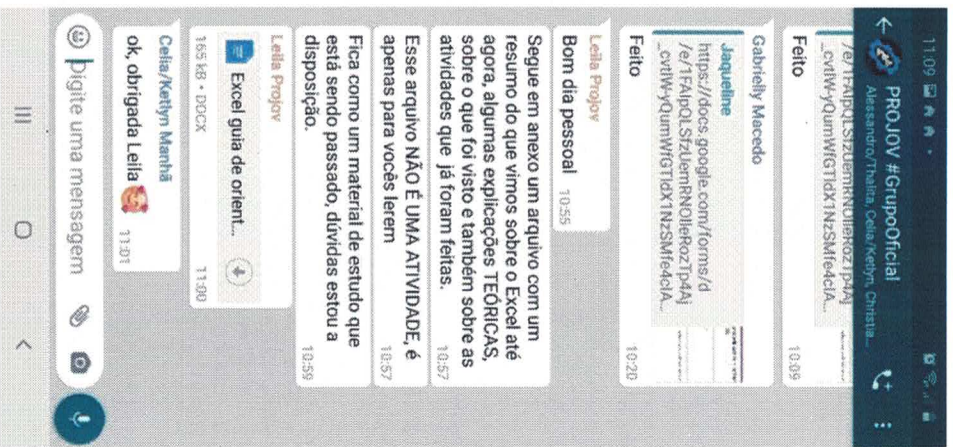 11:09
PROJOV #GrupoOficial
Alessandro/Thalita, Celia/Ketlyn, Christia...
_cvtlW-yQumWfGTldX1NzSMfe4clA...
Feito
10:09
Gabrielly Macedo
Jaqueline
https://docs.google.com/forms/d
/e/1FAIpQLSfzUemRNOlleRozTp4Aj
_cvtlW-yQumWfGTldX1NzSMfe4clA...
Feito
10:20
Leila Projov
Bom dia pessoal 10:55
Segue em anexo um arquivo com um
resumo do que vimos sobre o Excel até
agora, algumas explicações TEÓRICAS,
sobre o que foi visto e também sobre as
atividades que já foram feitas. 10:57
Esse arquivo NÃO É UMA ATIVIDADE, é
apenas para vocês lerem 10:57
Fica como um material de estudo que
está sendo passado, dúvidas estou a
disposição. 10:59
Leila Projov
Excel guia de orient...
165 kB • DOCX 11:00
Celia/Ketlyn Manhã
ok, obrigada Leila 🥰 11:01
Digite uma mensagem